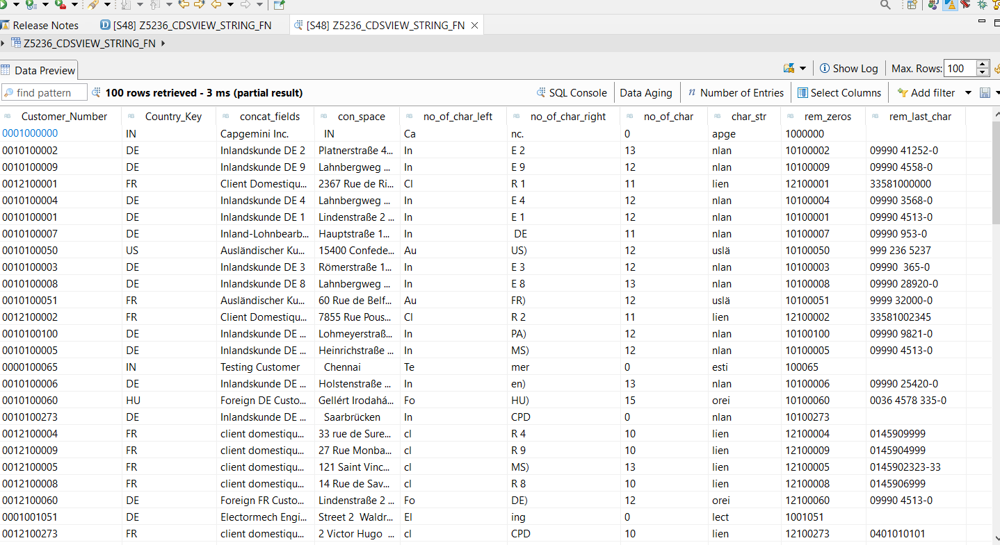 Release Notes [S48] Z5236_CDSVIEW_STRING_FN [S48] Z5236_CDSVIEW_STRING_FN
Z5236_CDSVIEW_STRING_FN
Data Preview Show Log Max. Rows: 100
find pattern 100 rows retrieved - 3 ms (partial result) SQL Console Data Aging Number of Entries Select Columns Add filter
Customer_Number Country_Key concat_fields con_space no_of_char_left no_of_char_right no_of_char char_str rem_zeros rem_last_char
0001000000 IN Capgemini Inc. IN Ca nc. 0 apge 1000000
0010100002 DE Inlandskunde DE 2 Platnerstraße 4... In E 2 13 nlan 10100002 09990 41252-0
0010100009 DE Inlandskunde DE 9 Lahnbergweg ... In E 9 12 nlan 10100009 09990 4558-0
0012100001 FR Client Domestiqu... 2367 Rue de Ri... Cl R 1 11 lien 12100001 33581000000
0010100004 DE Inlandskunde DE 4 Lahnbergweg ... In E 4 12 nlan 10100004 09990 3568-0
0010100001 DE Inlandskunde DE 1 Lindenstraße 2 ... In E 1 12 nlan 10100001 09990 4513-0
0010100007 DE Inland-Lohnbearb... Hauptstraße 1... In DE 11 nlan 10100007 09990 953-0
0010100050 US Ausländischer Ku... 15400 Confede... Au US) 12 uslä 10100050 999 236 5237
0010100003 DE Inlandskunde DE 3 Römerstraße 1... In E 3 12 nlan 10100003 09990  365-0
0010100008 DE Inlandskunde DE 8 Lahnbergweg ... In E 8 13 nlan 10100008 09990 28920-0
0010100051 FR Ausländischer Ku... 60 Rue de Belf... Au FR) 12 uslä 10100051 9999 32000-0
0012100002 FR Client Domestiqu... 7855 Rue Pous... Cl R 2 11 lien 12100002 33581002345
0010100100 DE Inlandskunde DE ... Lohmeyerstraß... In PA) 12 nlan 10100100 09990 9821-0
0010100005 DE Inlandskunde DE ... Heinrichstraße ... In MS) 12 nlan 10100005 09990 4513-0
0000100065 IN Testing Customer Chennai Te mer 0 esti 100065
0010100006 DE Inlandskunde DE ... Holstenstraße ... In en) 13 nlan 10100006 09990 25420-0
0010100060 HU Foreign DE Custo... Gellért Irodahá... Fo HU) 15 orei 10100060 0036 4578 335-0
0010100273 DE Inlandskunde DE ... Saarbrücken In CPD 0 nlan 10100273
0012100004 FR client domestiqu... 33 rue de Sure... cl R 4 10 lien 12100004 0145909999
0012100009 FR client domestiqu... 27 Rue Monba... cl R 9 10 lien 12100009 0145904999
0012100005 FR client domestiqu... 121 Saint Vinc... cl MS) 13 lien 12100005 0145902323-33
0012100008 FR client domestiqu... 14 Rue de Sav... cl R 8 10 lien 12100008 0145906999
0012100060 DE Foreign FR Custo... Lindenstraße 2 ... Fo DE) 12 orei 12100060 09990 4513-0
0001001051 DE Electormech Engi... Street 2  Waldr... El ing 0 lect 1001051
0012100273 FR client domestiqu... 2 Victor Hugo  ... cl CPD 10 lien 12100273 0401010101